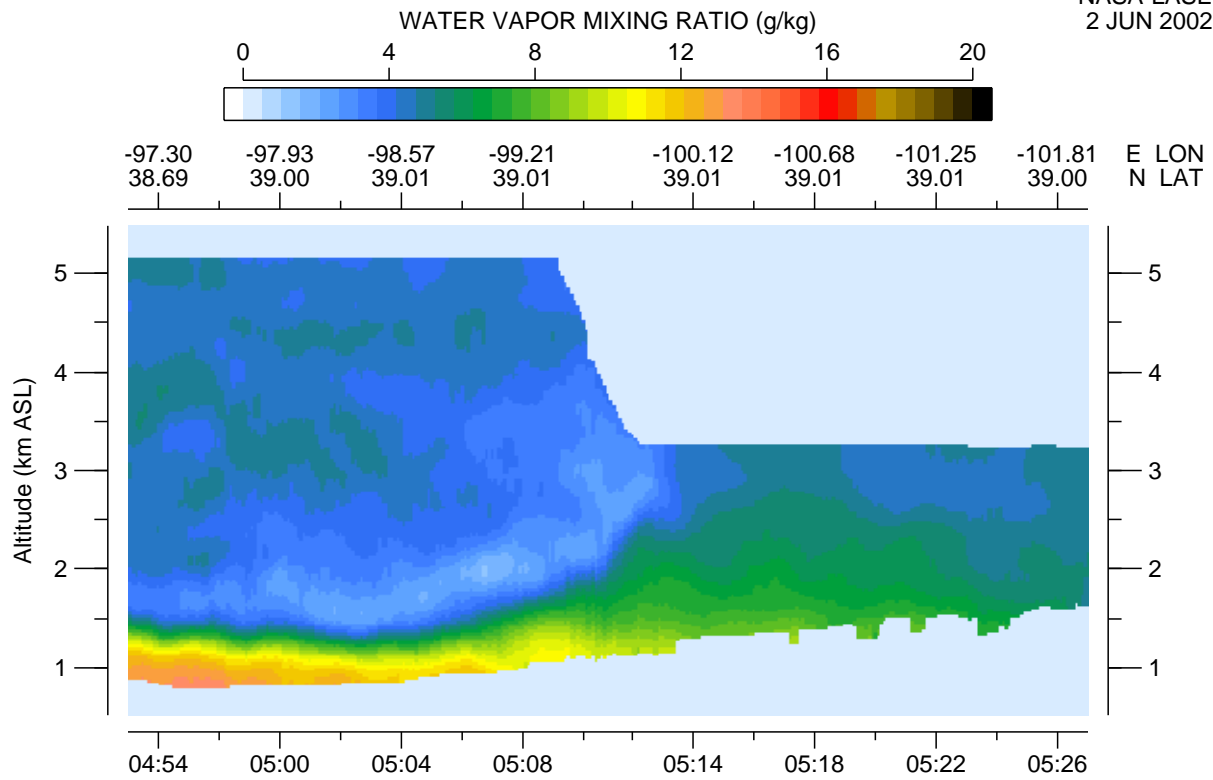 NASA LASE
WATER VAPOR MIXING RATIO (g/kg)
2 JUN 2002
0 4 8 12 16 20
-97.30 -97.93 -98.57 -99.21 -100.12 -100.68 -101.25 -101.81 E LON
38.69 39.00 39.01 39.01 39.01 39.01 39.01 39.00 N LAT
Altitude (km ASL)
5 5
4 4
3 3
2 2
1 1
04:54 05:00 05:04 05:08 05:14 05:18 05:22 05:26